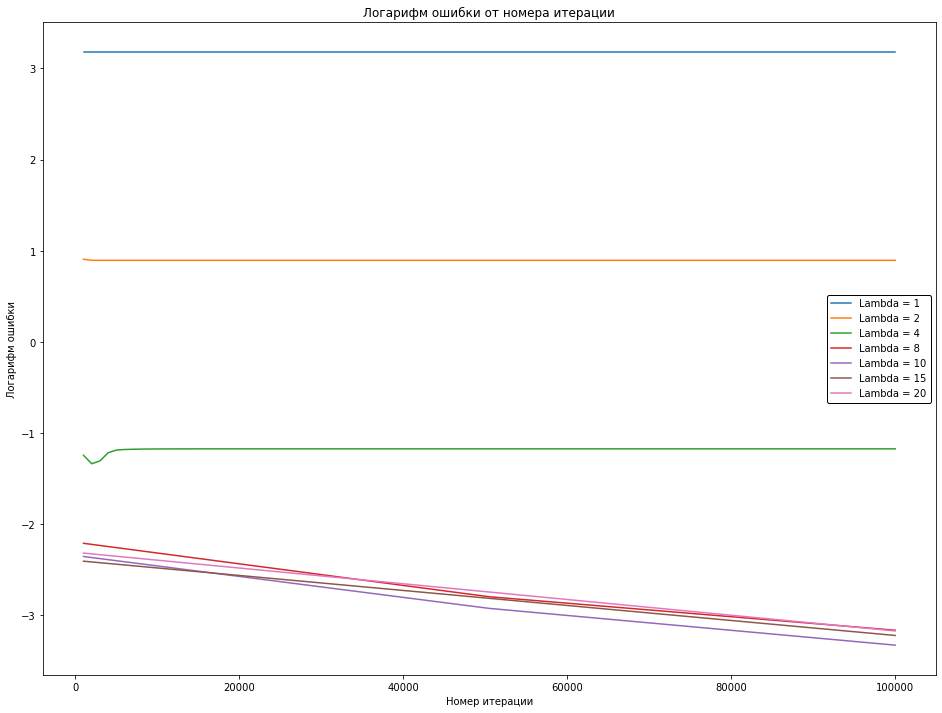 Логарифм ошибки от номера итерации
Логарифм ошибки
3
2
1
0
−1
−2
−3
Lambda = 1
Lambda = 2
Lambda = 4
Lambda = 8
Lambda = 10
Lambda = 15
Lambda = 20
0
20000
40000
60000
80000
100000
Номер итерации